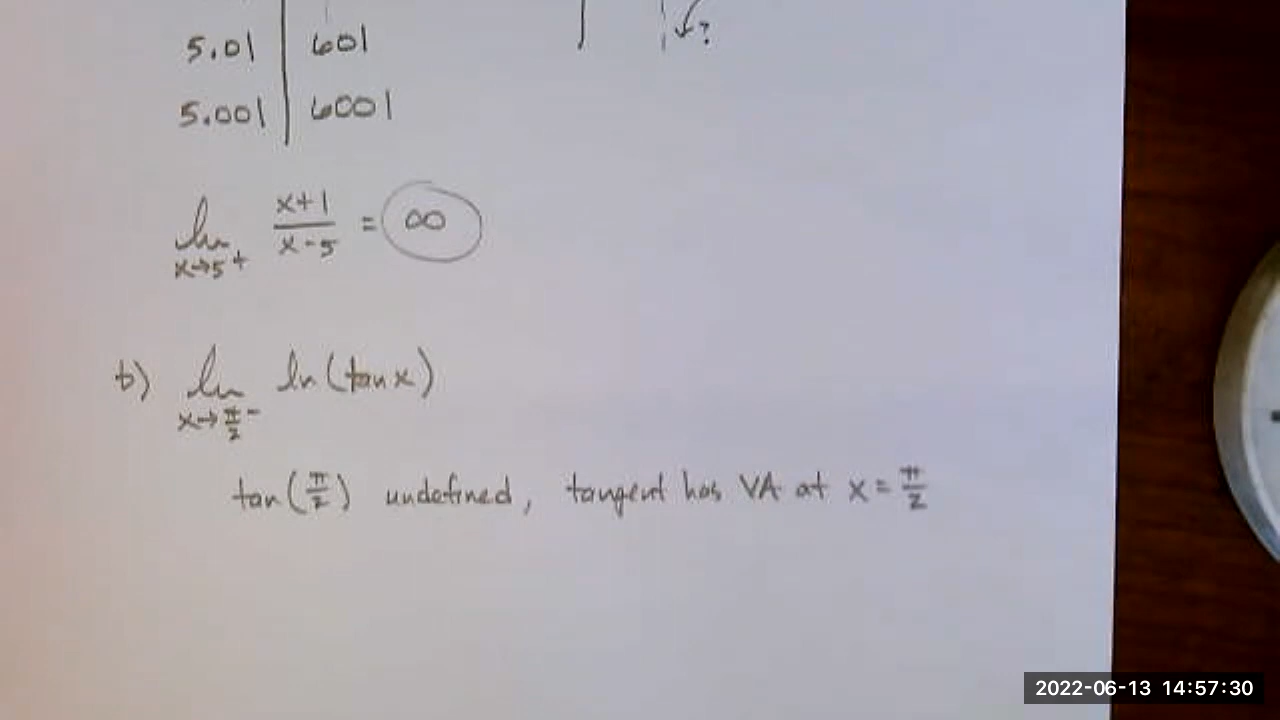 5.01 | 601
?
5.001 | 6001
lim x→5⁺ (x+1)/(x-5) = ∞
b) lim x→π/2⁻ ln(tan x)
tan(π/2) undefined, tangent has VA at x = π/2
2022-06-13 14:57:30